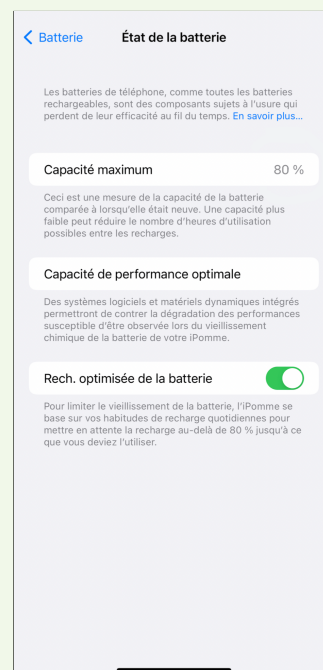 Batterie État de la batterie
Les batteries de téléphone, comme toutes les batteries
rechargeables, sont des composants sujets à l'usure qui
perdent de leur efficacité au fil du temps. En savoir plus...
Capacité maximum 80 %
Ceci est une mesure de la capacité de la batterie
comparée à lorsqu'elle était neuve. Une capacité plus
faible peut réduire le nombre d'heures d'utilisation
possibles entre les recharges.
Capacité de performance optimale
Des systèmes logiciels et matériels dynamiques intégrés
permettront de contrer la dégradation des performances
susceptible d'être observée lors du vieillissement
chimique de la batterie de votre iPomme.
Rech. optimisée de la batterie
Pour limiter le vieillissement de la batterie, l'iPomme se
base sur vos habitudes de recharge quotidiennes pour
mettre en attente la recharge au-delà de 80 % jusqu'à ce
que vous deviez l'utiliser.